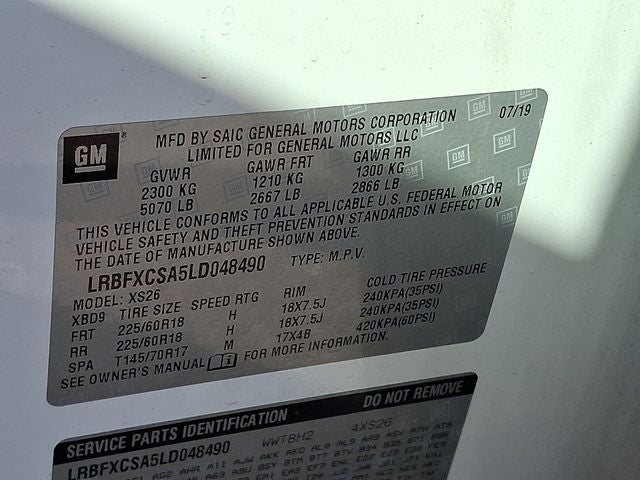 GM
MFD BY SAIC GENERAL MOTORS CORPORATION 07/19
LIMITED FOR GENERAL MOTORS LLC
GVWR GAWR FRT GAWR RR
2300 KG 1210 KG 1300 KG
5070 LB 2667 LB 2866 LB
THIS VEHICLE CONFORMS TO ALL APPLICABLE U.S. FEDERAL MOTOR
VEHICLE SAFETY AND THEFT PREVENTION STANDARDS IN EFFECT ON
THE DATE OF MANUFACTURE SHOWN ABOVE.
LRBFXCSA5LD048490 TYPE: M.P.V.
MODEL: XS26
XBD9 TIRE SIZE SPEED RTG RIM COLD TIRE PRESSURE
FRT 225/60R18 H 18X7.5J 240KPA(35PSI)
RR 225/60R18 H 18X7.5J 240KPA(35PSI)
SPA T145/70R17 M 17X4B 420KPA(60PSI)
SEE OWNER'S MANUAL FOR MORE INFORMATION.
SERVICE PARTS IDENTIFICATION DO NOT REMOVE
LRBFXCSA5LD048490 WWTBH2 4XS26